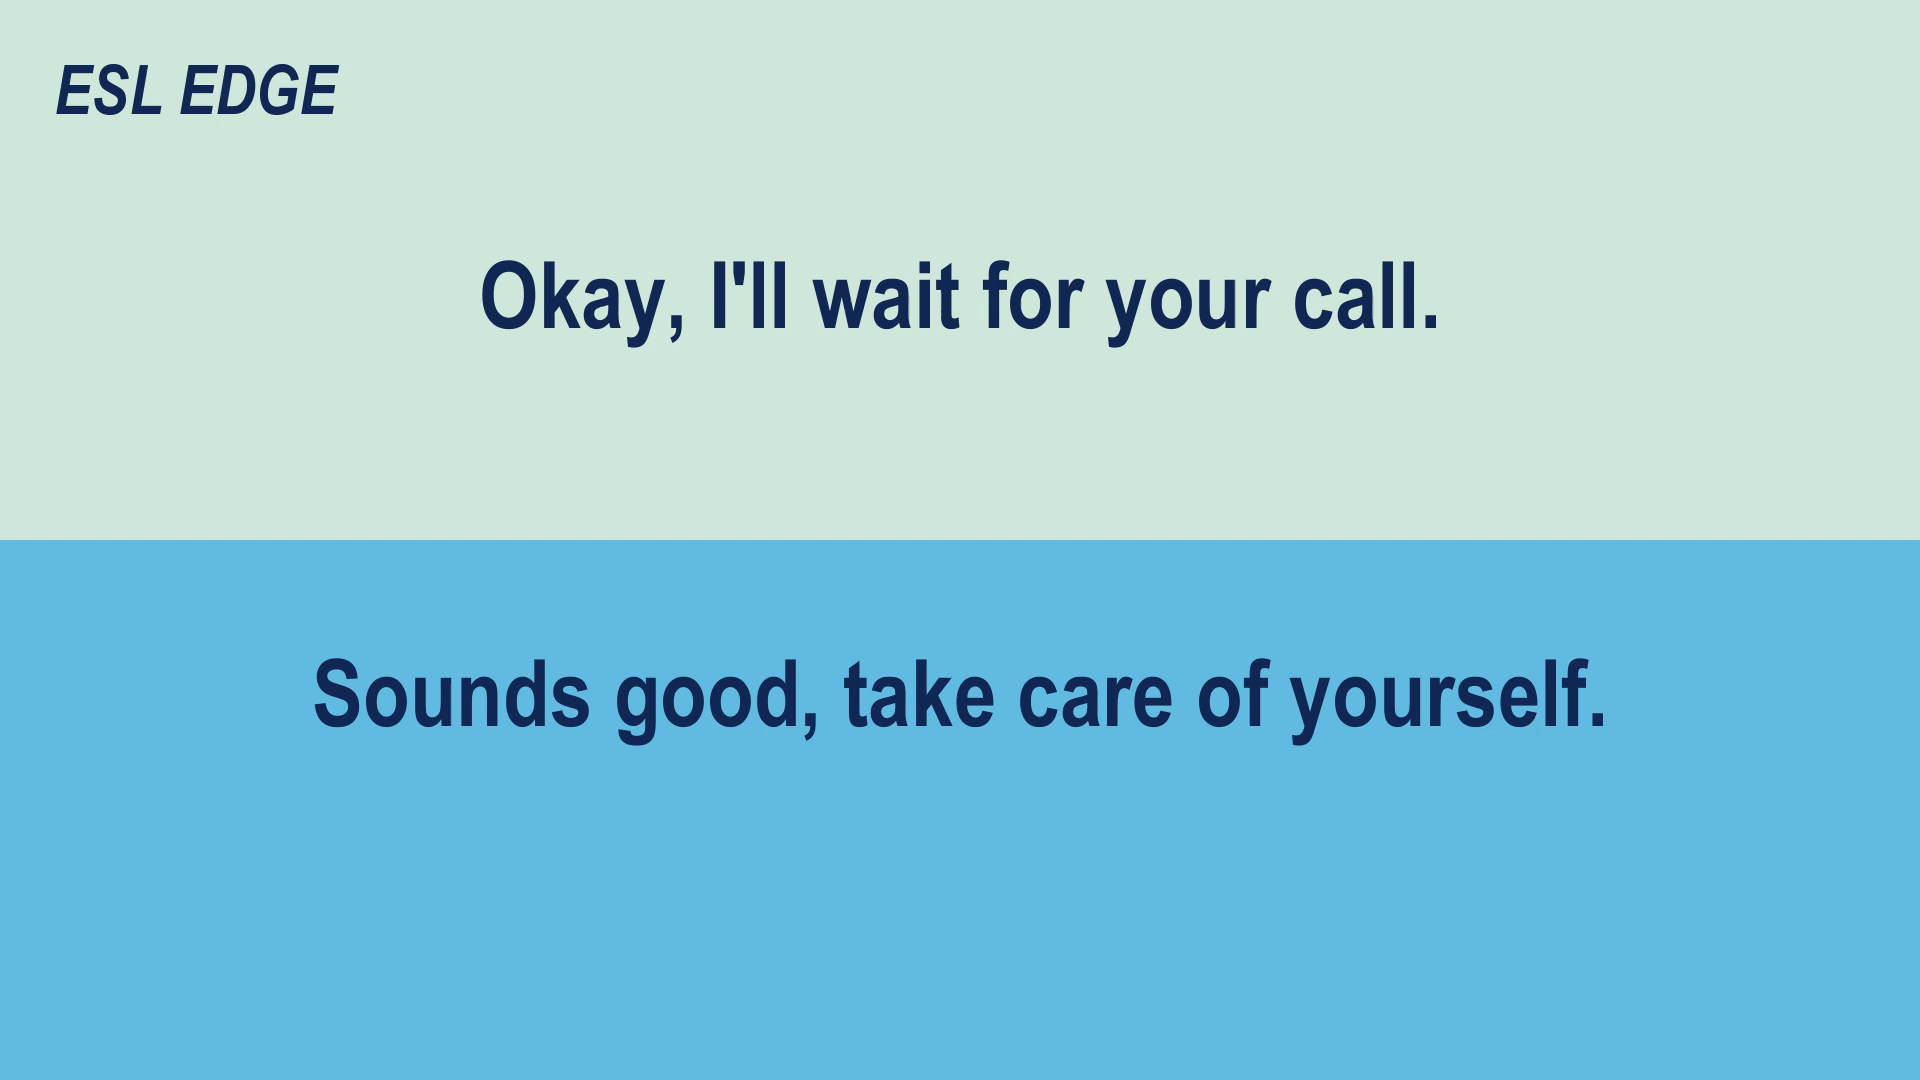 ESL EDGE
Okay, I'll wait for your call.
Sounds good, take care of yourself.